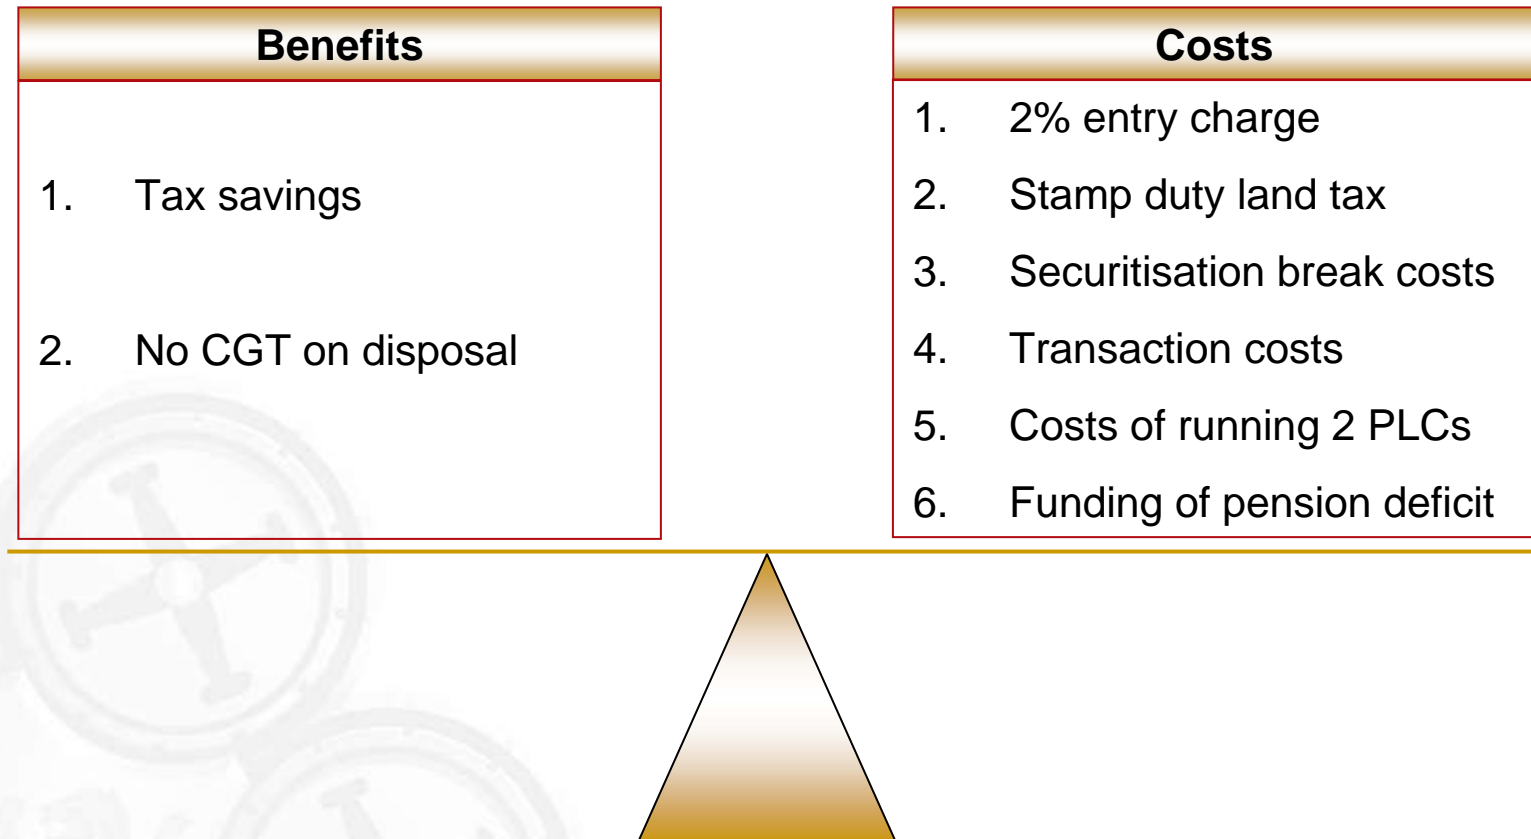 Benefits
1. Tax savings
2. No CGT on disposal
Costs
1. 2% entry charge
2. Stamp duty land tax
3. Securitisation break costs
4. Transaction costs
5. Costs of running 2 PLCs
6. Funding of pension deficit